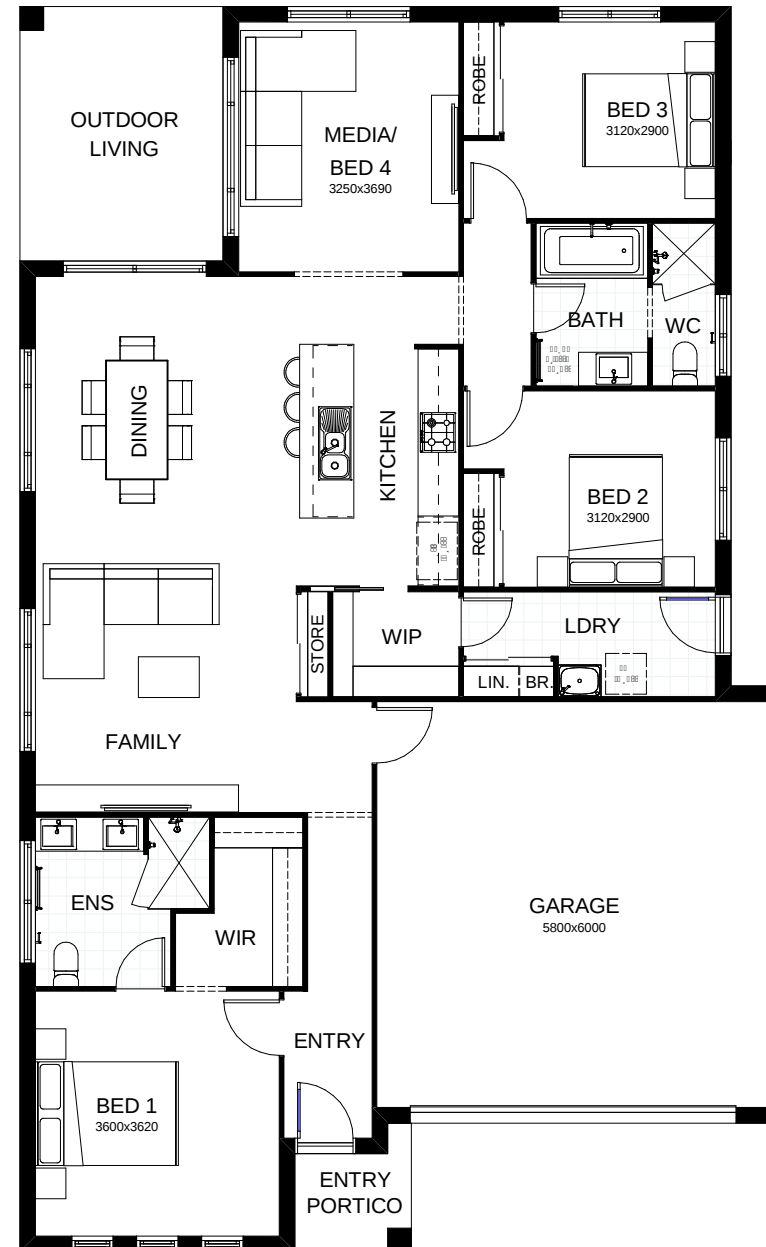 OUTDOOR
LIVING
MEDIA/
BED 4
3250x3690
ROBE
BED 3
3120x2900
BATH
WC
DINING
KITCHEN
ROBE
BED 2
3120x2900
STORE
WIP
LDRY
LIN.
BR.
FAMILY
ENS
WIR
GARAGE
5800x6000
ENTRY
BED 1
3600x3620
ENTRY
PORTICO